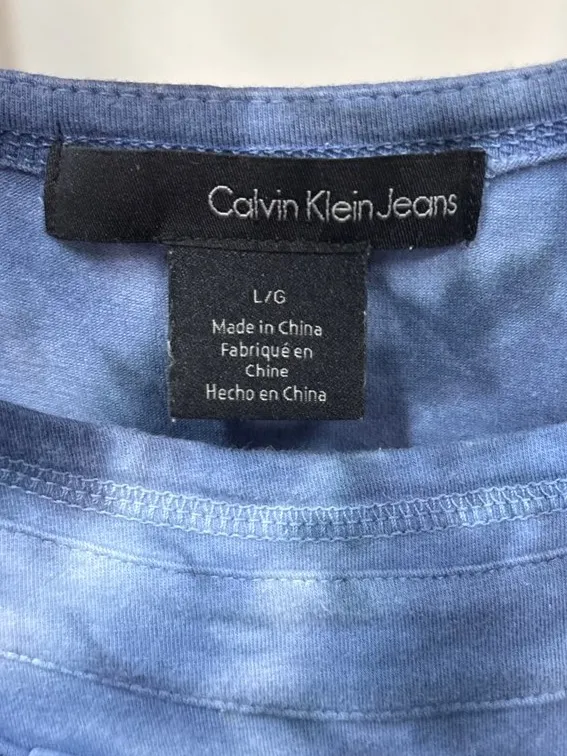 Calvin Klein Jeans
L/G
Made in China
Fabriqué en
Chine
Hecho en China